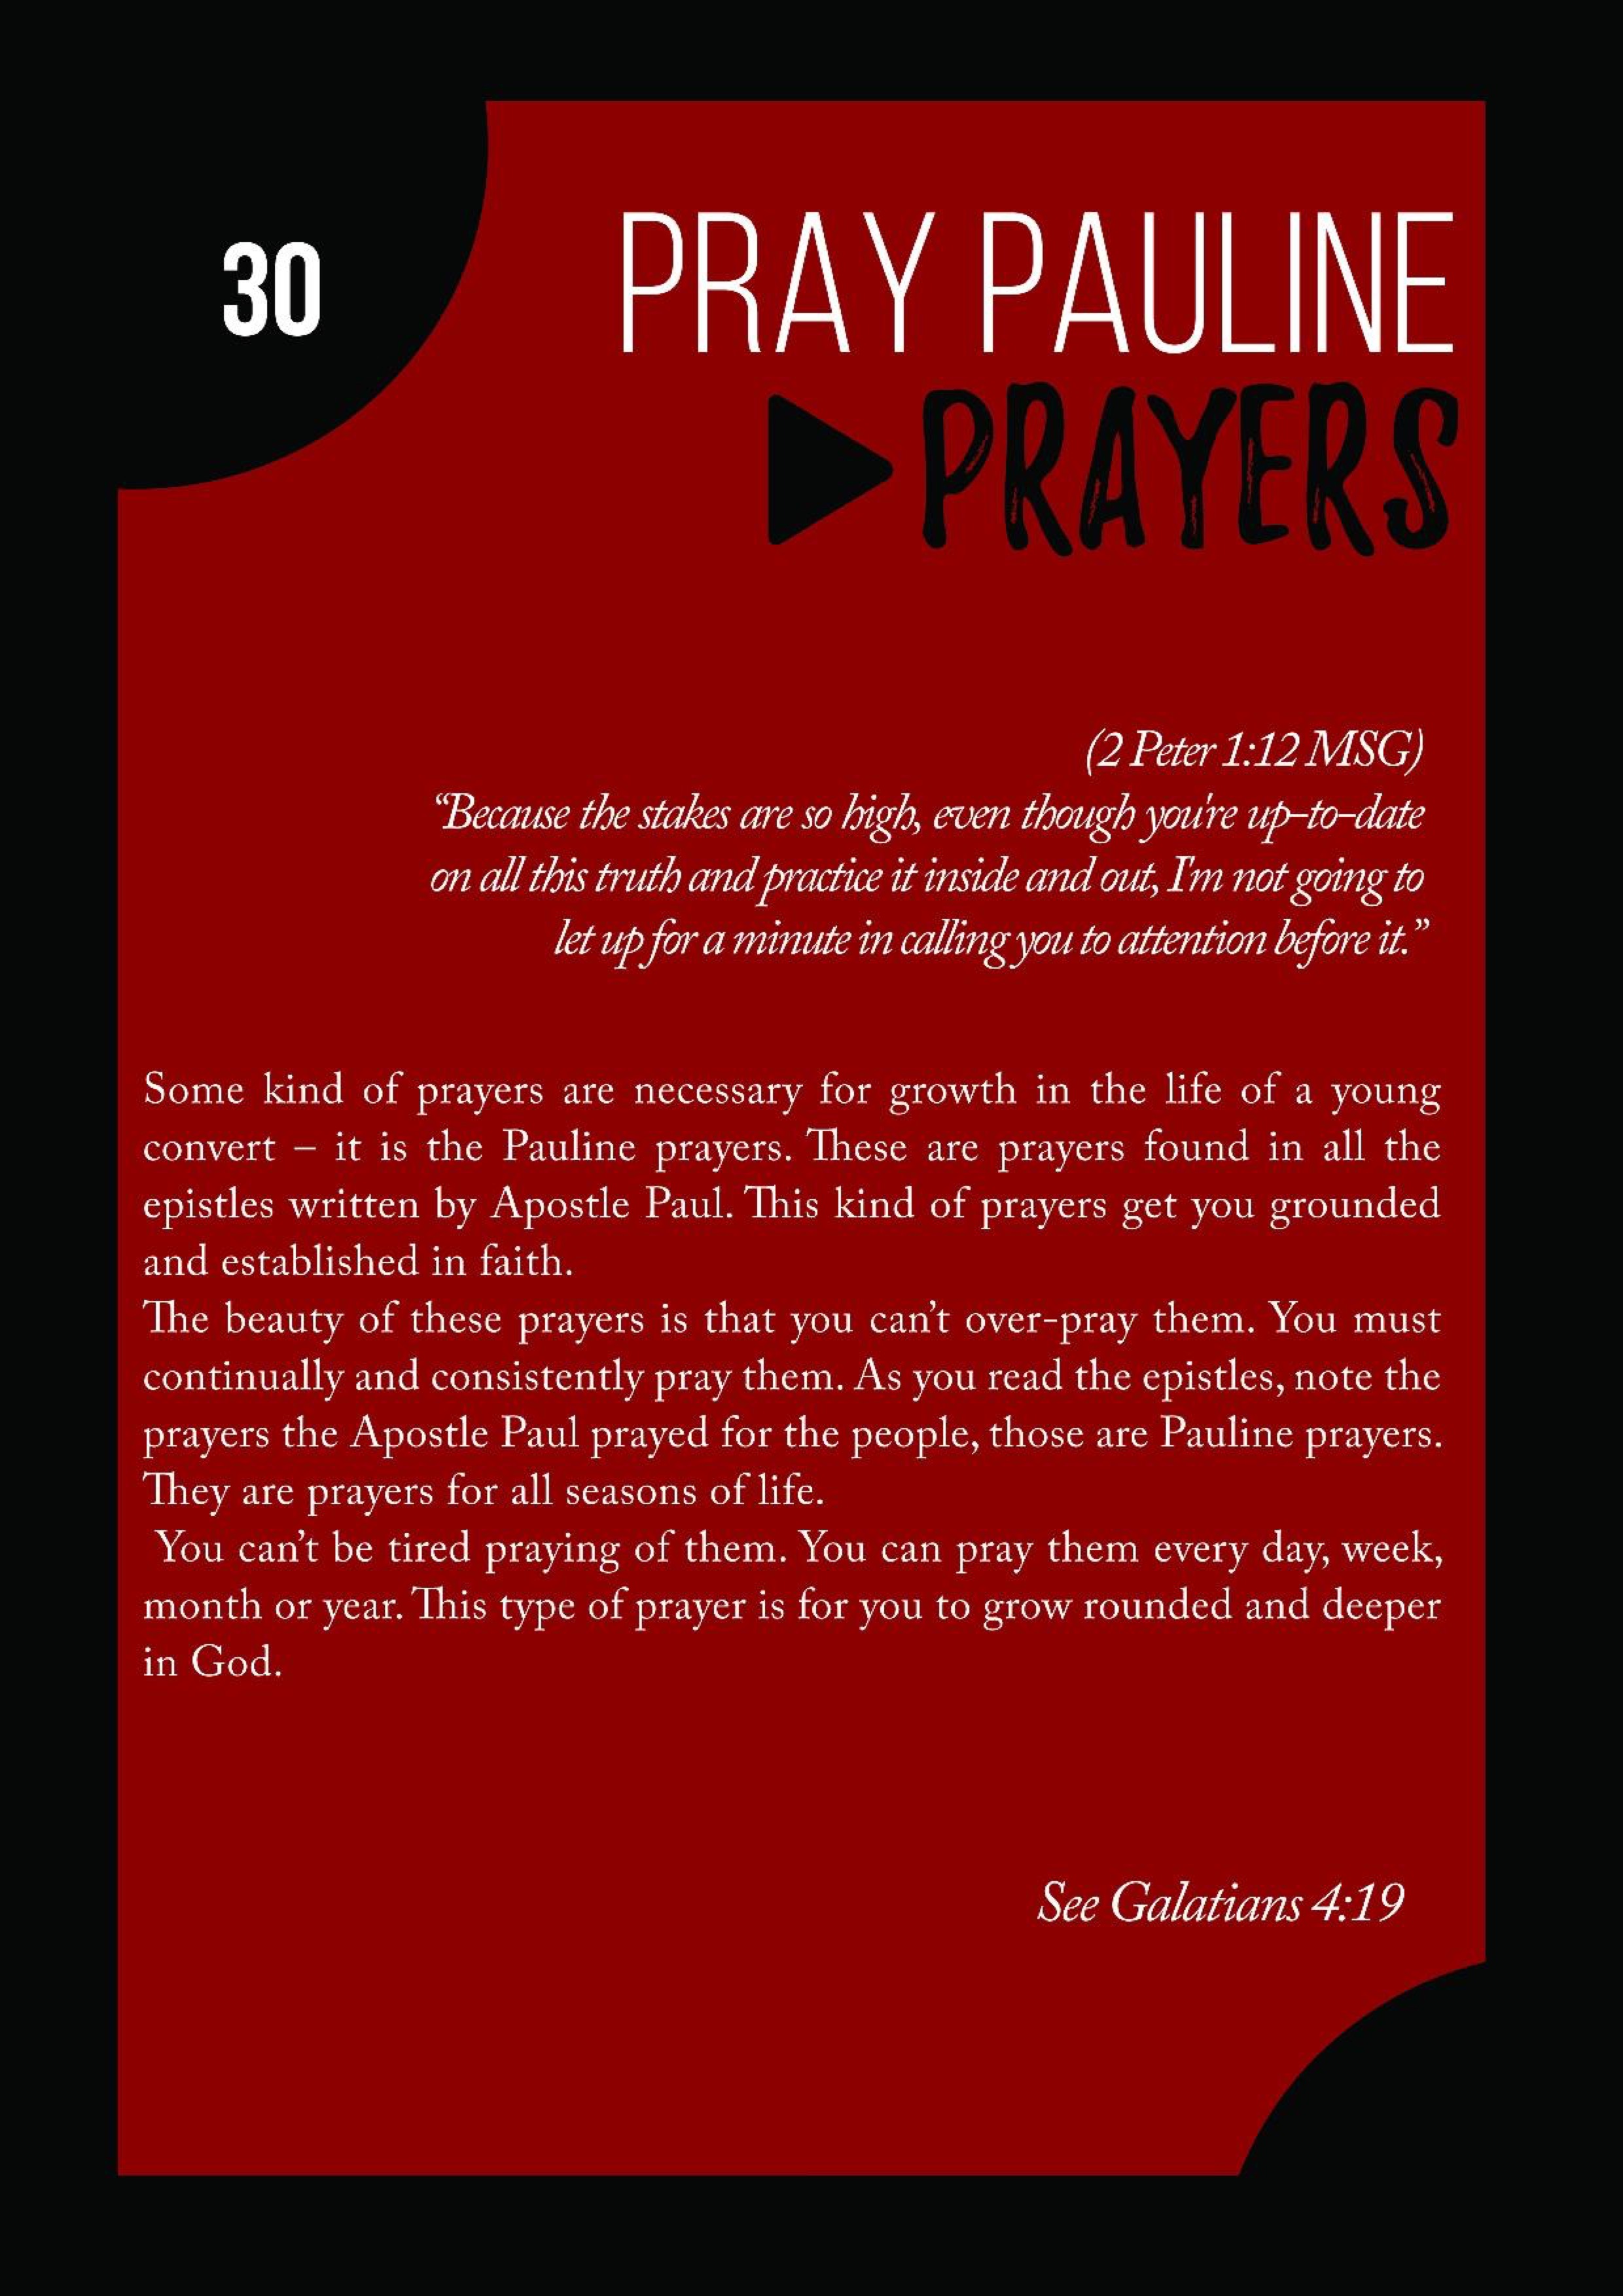 30
PRAY PAULINE
PRAYERS
(2 Peter 1:12 MSG)
“Because the stakes are so high, even though you're up-to-date
on all this truth and practice it inside and out, I'm not going to
let up for a minute in calling you to attention before it.”
Some kind of prayers are necessary for growth in the life of a young
convert – it is the Pauline prayers. These are prayers found in all the
epistles written by Apostle Paul. This kind of prayers get you grounded
and established in faith.
The beauty of these prayers is that you can’t over-pray them. You must
continually and consistently pray them. As you read the epistles, note the
prayers the Apostle Paul prayed for the people, those are Pauline prayers.
They are prayers for all seasons of life.
You can’t be tired praying of them. You can pray them every day, week,
month or year. This type of prayer is for you to grow rounded and deeper
in God.
See Galatians 4:19